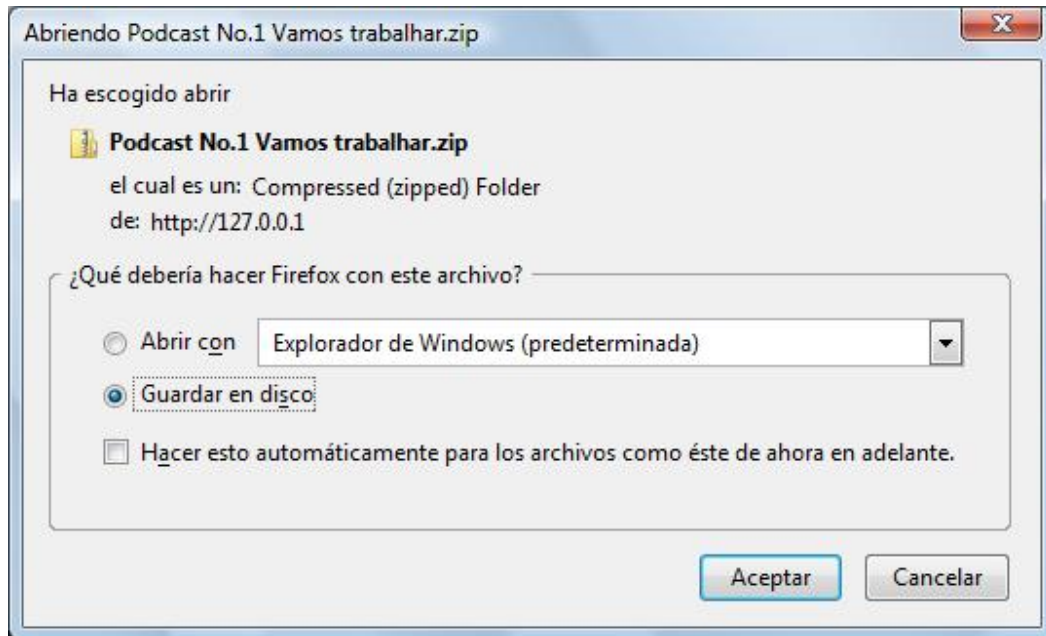 Abriendo Podcast No.1 Vamos trabalhar.zip
Ha escogido abrir
Podcast No.1 Vamos trabalhar.zip
el cual es un: Compressed (zipped) Folder
de: http://127.0.0.1
¿Qué debería hacer Firefox con este archivo?
Abrir con Explorador de Windows (predeterminada)
Guardar en disco
Hacer esto automáticamente para los archivos como éste de ahora en adelante.
Aceptar Cancelar